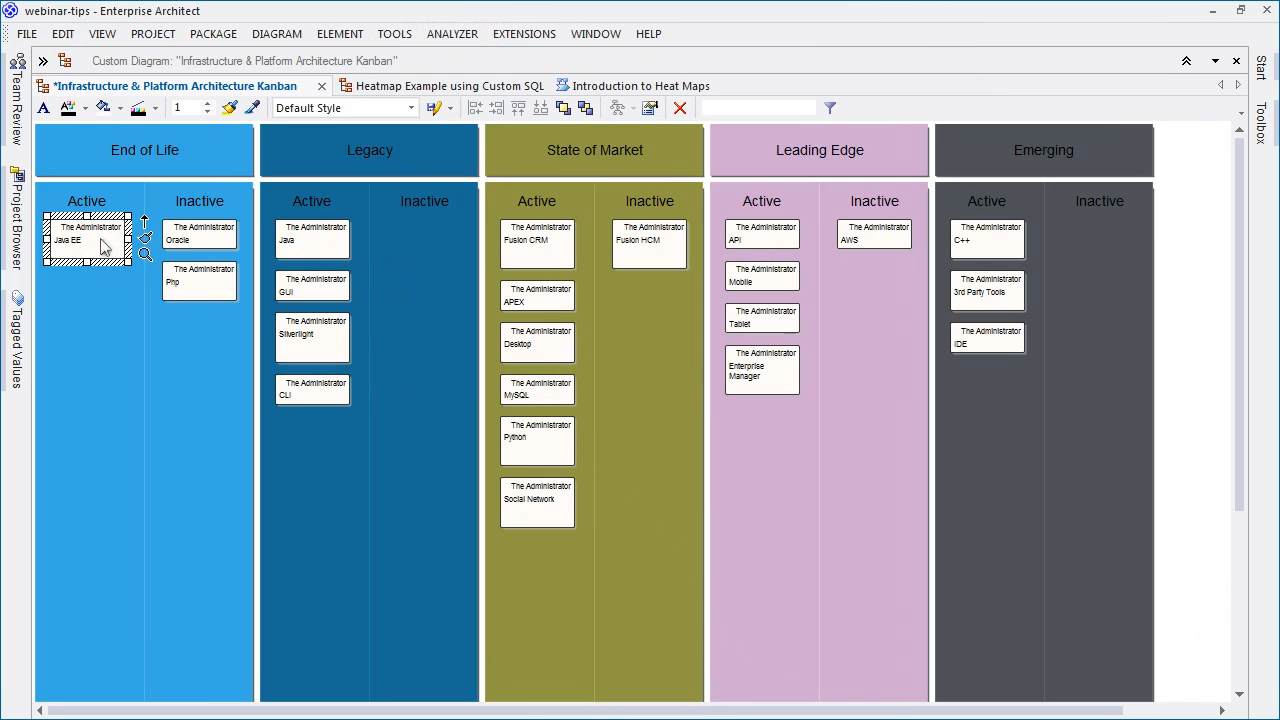 webinar-tips - Enterprise Architect
FILE EDIT VIEW PROJECT PACKAGE DIAGRAM ELEMENT TOOLS ANALYZER EXTENSIONS WINDOW HELP
Custom Diagram: "Infrastructure & Platform Architecture Kanban"
*Infrastructure & Platform Architecture Kanban
Heatmap Example using Custom SQL
Introduction to Heat Maps
A A 1 Default Style
Team Review
Project Browser
Tagged Values
Start
Toolbox
End of Life
Active
The Administrator
Java EE
Inactive
The Administrator
Oracle
The Administrator
Php
Legacy
Active
The Administrator
Java
The Administrator
GUI
The Administrator
Silverlight
The Administrator
CLI
Inactive
State of Market
Active
The Administrator
Fusion CRM
The Administrator
APEX
The Administrator
Desktop
The Administrator
MySQL
The Administrator
Python
The Administrator
Social Network
Inactive
The Administrator
Fusion HCM
Leading Edge
Active
The Administrator
API
The Administrator
Mobile
The Administrator
Tablet
The Administrator
Enterprise
Manager
Inactive
The Administrator
AWS
Emerging
Active
The Administrator
C++
The Administrator
3rd Party Tools
The Administrator
IDE
Inactive